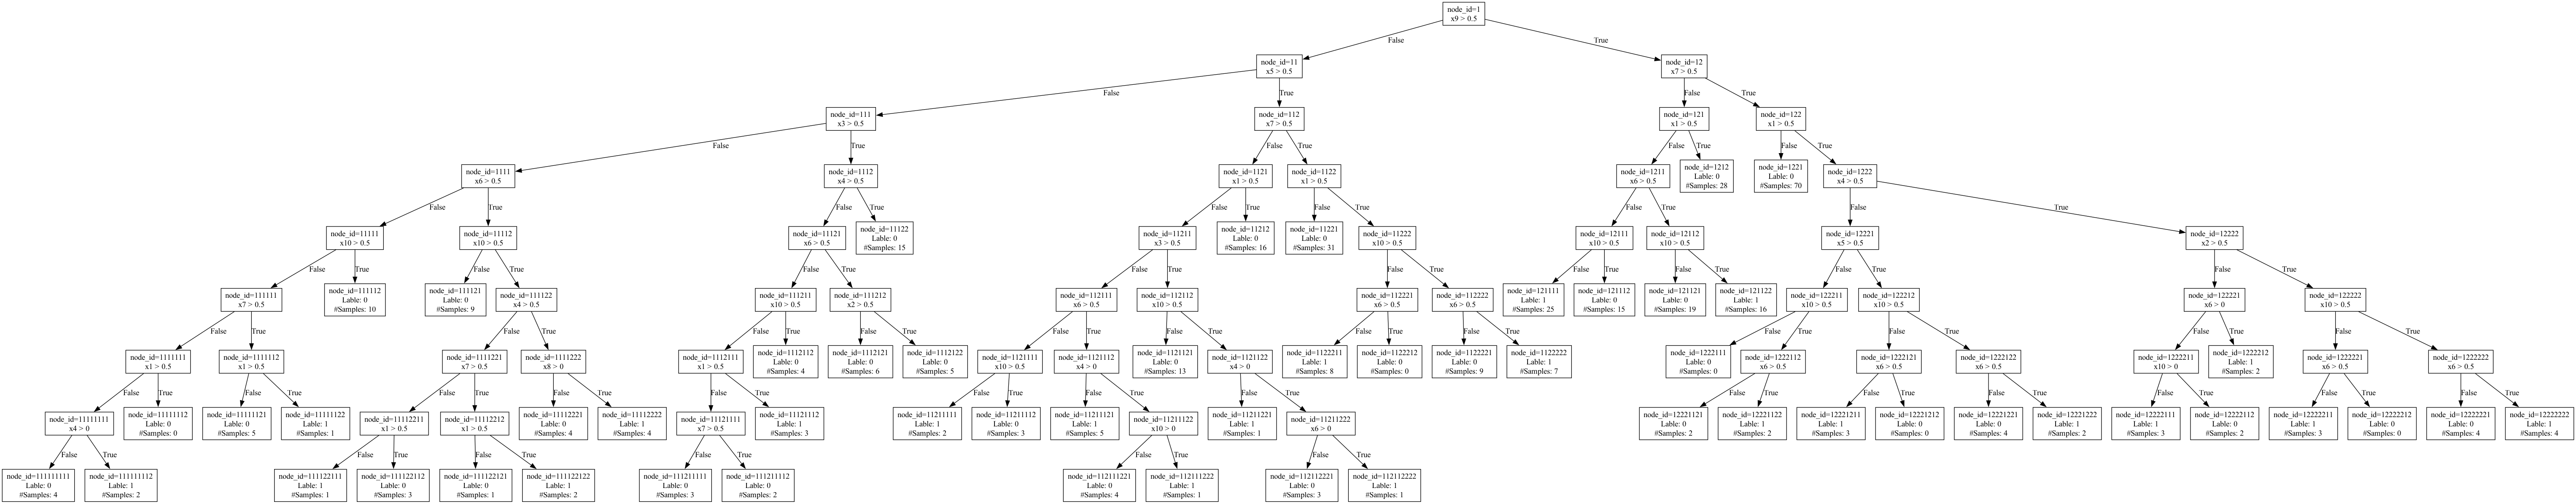 node_id=1
x9 > 0.5
False
True
node_id=11
x5 > 0.5
node_id=12
x7 > 0.5
False
True
False
True
node_id=111
x3 > 0.5
node_id=112
x7 > 0.5
node_id=121
x1 > 0.5
node_id=122
x1 > 0.5
False
True
False
True
False
True
False
True
node_id=1111
x6 > 0.5
node_id=1112
x4 > 0.5
node_id=1121
x1 > 0.5
node_id=1122
x1 > 0.5
node_id=1211
x6 > 0.5
node_id=1212
Lable: 0
#Samples: 28
node_id=1221
Lable: 0
#Samples: 70
node_id=1222
x4 > 0.5
False
True
False
True
False
True
False
True
False
True
False
True
node_id=11111
x10 > 0.5
node_id=11112
x10 > 0.5
node_id=11121
x6 > 0.5
node_id=11122
Lable: 0
#Samples: 15
node_id=11211
x3 > 0.5
node_id=11212
Lable: 0
#Samples: 16
node_id=11221
Lable: 0
#Samples: 31
node_id=11222
x10 > 0.5
node_id=12111
x10 > 0.5
node_id=12112
x10 > 0.5
node_id=12221
x5 > 0.5
node_id=12222
x2 > 0.5
False
True
False
True
False
True
False
True
False
True
False
True
False
True
False
True
False
True
node_id=111111
x7 > 0.5
node_id=111112
Lable: 0
#Samples: 10
node_id=111121
Lable: 0
#Samples: 9
node_id=111122
x4 > 0.5
node_id=111211
x10 > 0.5
node_id=111212
x2 > 0.5
node_id=112111
x6 > 0.5
node_id=112112
x10 > 0.5
node_id=112221
x6 > 0.5
node_id=112222
x6 > 0.5
node_id=121111
Lable: 1
#Samples: 25
node_id=121112
Lable: 0
#Samples: 15
node_id=121121
Lable: 0
#Samples: 19
node_id=121122
Lable: 1
#Samples: 16
node_id=122211
x10 > 0.5
node_id=122212
x10 > 0.5
node_id=122221
x6 > 0
node_id=122222
x10 > 0.5
False
True
False
True
False
True
False
True
False
True
False
True
False
True
False
True
False
True
False
True
False
True
False
True
node_id=1111111
x1 > 0.5
node_id=1111112
x1 > 0.5
node_id=1111221
x7 > 0.5
node_id=1111222
x8 > 0
node_id=1112111
x1 > 0.5
node_id=1112112
Lable: 0
#Samples: 4
node_id=1112121
Lable: 0
#Samples: 6
node_id=1112122
Lable: 0
#Samples: 5
node_id=1121111
x10 > 0.5
node_id=1121112
x4 > 0
node_id=1121121
Lable: 0
#Samples: 13
node_id=1121122
x4 > 0
node_id=1122211
Lable: 1
#Samples: 8
node_id=1122212
Lable: 0
#Samples: 0
node_id=1122221
Lable: 0
#Samples: 9
node_id=1122222
Lable: 1
#Samples: 7
node_id=1222111
Lable: 0
#Samples: 0
node_id=1222112
x6 > 0.5
node_id=1222121
x6 > 0.5
node_id=1222122
x6 > 0.5
node_id=1222211
x10 > 0
node_id=1222212
Lable: 1
#Samples: 2
node_id=1222221
x6 > 0.5
node_id=1222222
x6 > 0.5
False
True
False
True
False
True
False
True
False
True
False
True
False
True
False
True
False
True
False
True
False
True
False
True
False
True
False
True
node_id=11111111
x4 > 0
node_id=11111112
Lable: 0
#Samples: 0
node_id=11111121
Lable: 0
#Samples: 5
node_id=11111122
Lable: 1
#Samples: 1
node_id=11112211
x1 > 0.5
node_id=11112212
x1 > 0.5
node_id=11112221
Lable: 0
#Samples: 4
node_id=11112222
Lable: 1
#Samples: 4
node_id=11121111
x7 > 0.5
node_id=11121112
Lable: 1
#Samples: 3
node_id=11211111
Lable: 1
#Samples: 2
node_id=11211112
Lable: 0
#Samples: 3
node_id=11211121
Lable: 1
#Samples: 5
node_id=11211122
x10 > 0
node_id=11211221
Lable: 1
#Samples: 1
node_id=11211222
x6 > 0
node_id=12221121
Lable: 0
#Samples: 2
node_id=12221122
Lable: 1
#Samples: 2
node_id=12221211
Lable: 1
#Samples: 3
node_id=12221212
Lable: 0
#Samples: 0
node_id=12221221
Lable: 0
#Samples: 4
node_id=12221222
Lable: 1
#Samples: 2
node_id=12222111
Lable: 1
#Samples: 3
node_id=12222112
Lable: 0
#Samples: 2
node_id=12222211
Lable: 1
#Samples: 3
node_id=12222212
Lable: 0
#Samples: 0
node_id=12222221
Lable: 0
#Samples: 4
node_id=12222222
Lable: 1
#Samples: 4
False
True
False
True
False
True
False
True
False
True
False
True
node_id=111111111
Lable: 0
#Samples: 4
node_id=111111112
Lable: 1
#Samples: 2
node_id=111122111
Lable: 1
#Samples: 1
node_id=111122112
Lable: 0
#Samples: 3
node_id=111122121
Lable: 0
#Samples: 1
node_id=111122122
Lable: 1
#Samples: 2
node_id=111211111
Lable: 0
#Samples: 3
node_id=111211112
Lable: 0
#Samples: 2
node_id=112111221
Lable: 0
#Samples: 4
node_id=112111222
Lable: 1
#Samples: 1
node_id=112112221
Lable: 0
#Samples: 3
node_id=112112222
Lable: 1
#Samples: 1